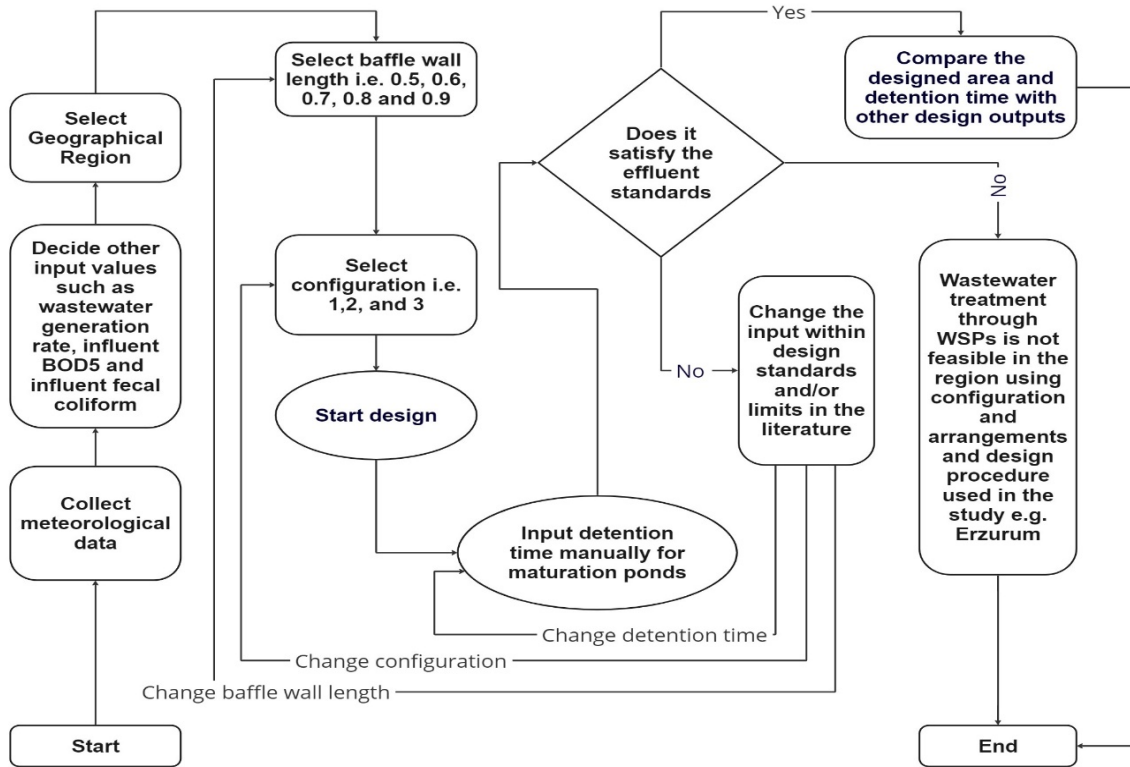 Start
Collect
meteorological
data
Decide other
input values
such as
wastewater
generation
rate, influent
BOD5 and
influent fecal
coliform
Select
Geographical
Region
Select baffle wall
length i.e. 0.5, 0.6,
0.7, 0.8 and 0.9
Select
configuration i.e.
1,2, and 3
Start design
Input detention
time manually for
maturation ponds
Does it
satisfy the
effluent
standards
Yes
Compare the
designed area and
detention time with
other design outputs
No
Change the
input within
design
standards
and/or
limits in the
literature
Change detention time
Change configuration
Change baffle wall length
No
Wastewater
treatment
through
WSPs is not
feasible in the
region using
configuration
and
arrangements
and design
procedure
used in the
study e.g.
Erzurum
End